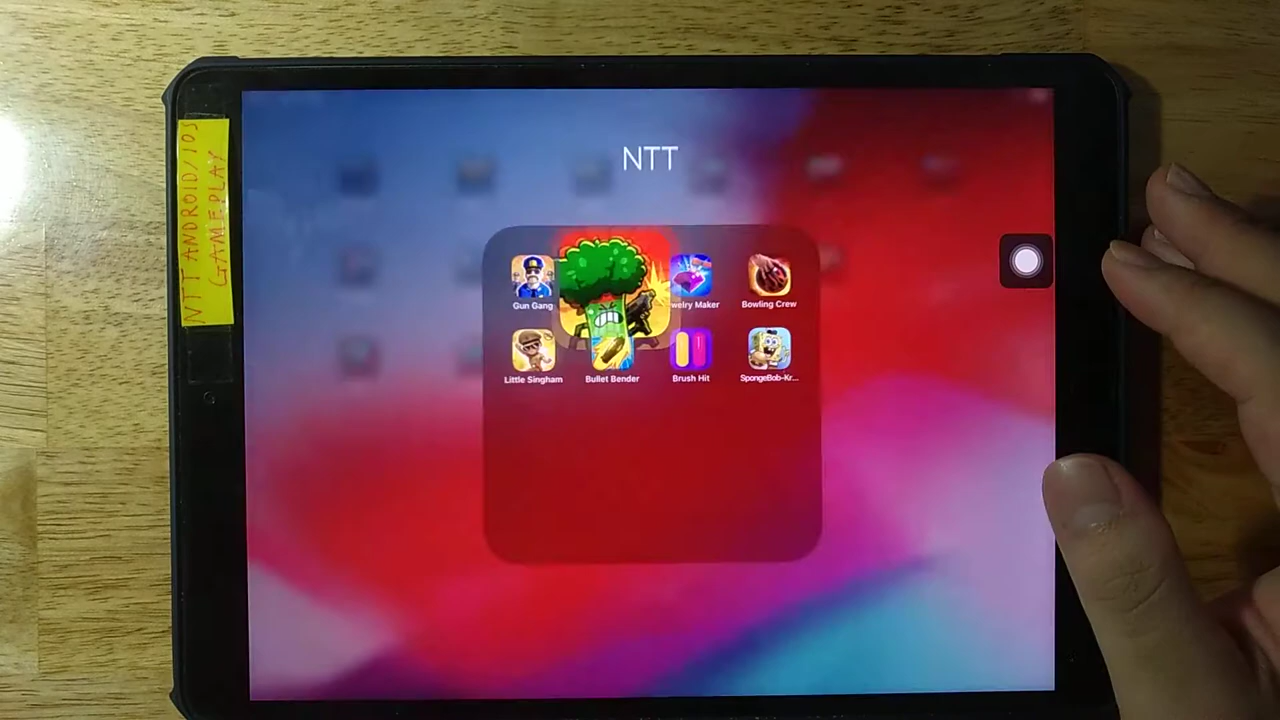 NTT ANDROID/IOS
GAMEPLAY
NTT
Gun Gang
welry Maker
Bowling Crew
Little Singham
Bullet Bender
Brush Hit
SpongeBob-Kr...